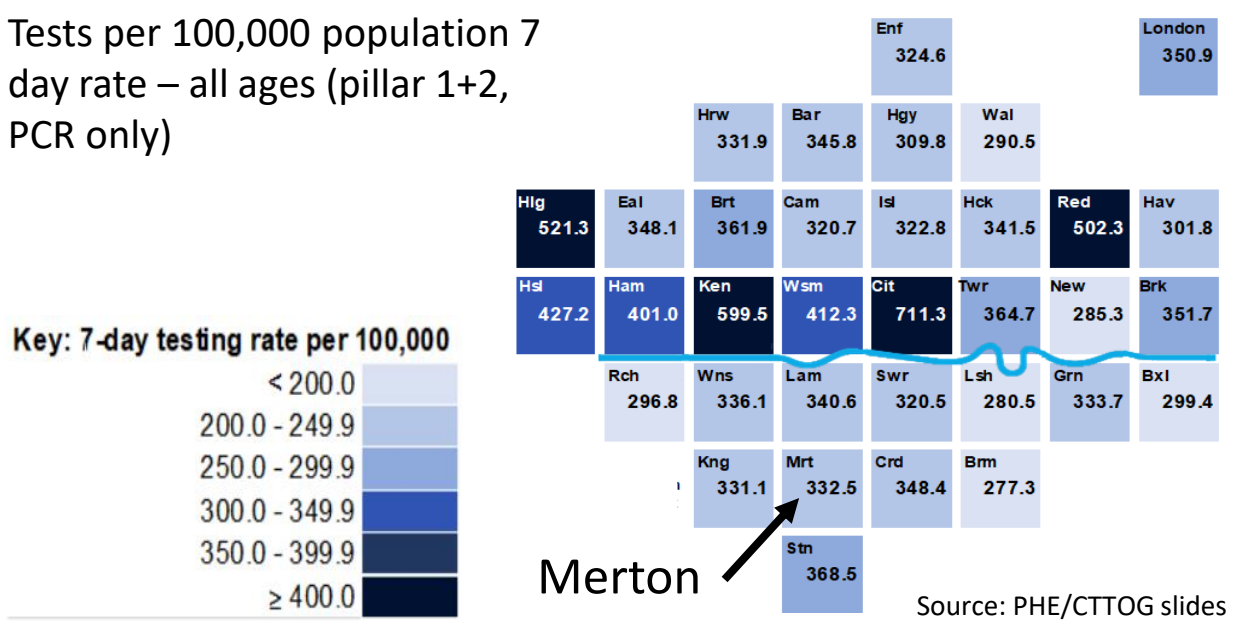 Tests per 100,000 population 7
day rate – all ages (pillar 1+2,
PCR only)
Enf
324.6
London
350.9
Hrw
331.9
Bar
345.8
Hgy
309.8
Wal
290.5
Hlg
521.3
Eal
348.1
Brt
361.9
Cam
320.7
Isl
322.8
Hck
341.5
Red
502.3
Hav
301.8
Hsl
427.2
Ham
401.0
Ken
599.5
Wsm
412.3
Cit
711.3
Twr
364.7
New
285.3
Brk
351.7
Rch
296.8
Wns
336.1
Lam
340.6
Swr
320.5
Lsh
280.5
Grn
333.7
Bxl
299.4
Kng
331.1
Mrt
332.5
Crd
348.4
Brm
277.3
Stn
368.5
Key: 7-day testing rate per 100,000
< 200.0
200.0 - 249.9
250.0 - 299.9
300.0 - 349.9
350.0 - 399.9
≥ 400.0
Merton
Source: PHE/CTTOG slides